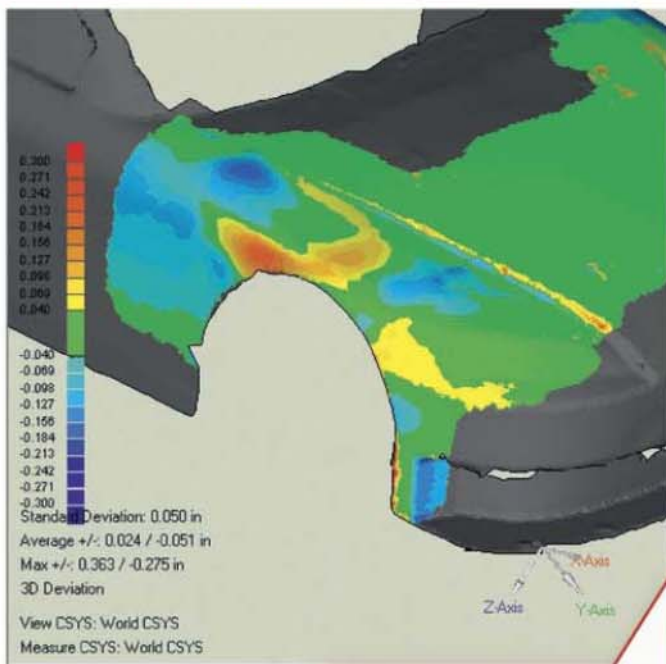 0.300
0.271
0.242
0.213
0.184
0.156
0.127
0.098
0.069
0.040
-0.040
-0.069
-0.098
-0.127
-0.156
-0.184
-0.213
-0.242
-0.271
-0.300
Standard Deviation: 0.050 in
Average +/-: 0.024 / -0.051 in
Max +/-: 0.363 / -0.275 in
3D Deviation
View CSYS: World CSYS
Measure CSYS: World CSYS
X-Axis
Z-Axis
Y-Axis